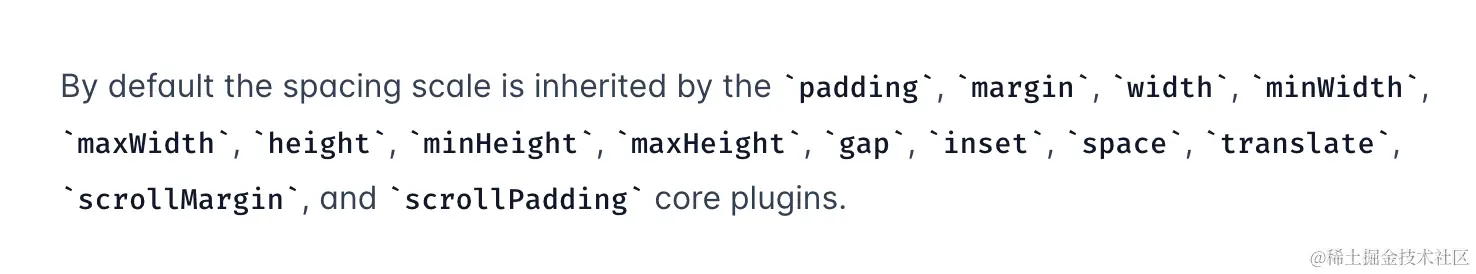 By default the spacing scale is inherited by the `padding`, `margin`, `width`, `minWidth`,
`maxWidth`, `height`, `minHeight`, `maxHeight`, `gap`, `inset`, `space`, `translate`,
`scrollMargin`, and `scrollPadding` core plugins.
@稀土掘金技术社区